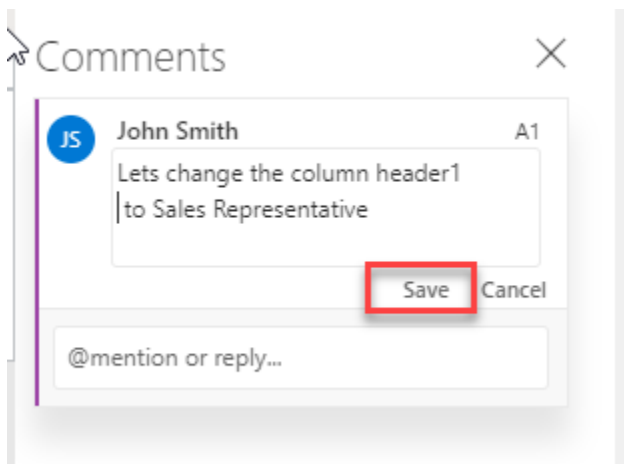 Comments
JS John Smith A1
Lets change the column header1
to Sales Representative
Save Cancel
@mention or reply...